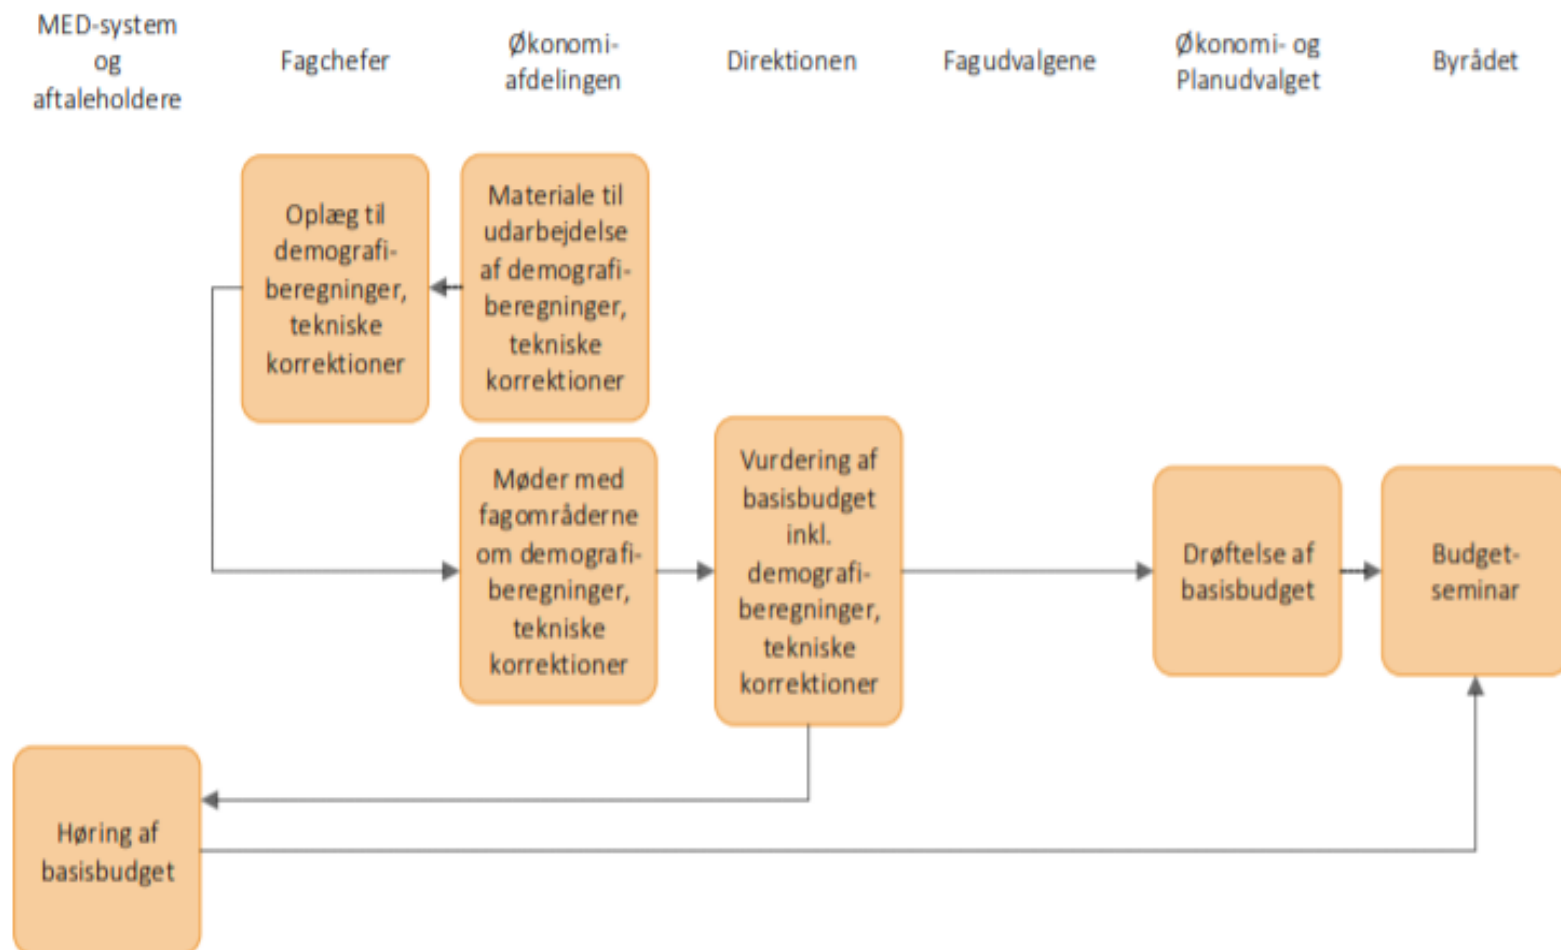 MED-system
og
aftaleholdere
Fagchefer
Økonomi-
afdelingen
Direktionen
Fagudvalgene
Økonomi- og
Planudvalget
Byrådet
Oplæg til
demografi-
beregninger,
tekniske
korrektioner
Materiale til
udarbejdelse
af demografi-
beregninger,
tekniske
korrektioner
Møder med
fagområderne
om demografi-
beregninger,
tekniske
korrektioner
Vurdering af
basisbudget
inkl.
demografi-
beregninger,
tekniske
korrektioner
Drøftelse af
basisbudget
Budget-
seminar
Høring af
basisbudget